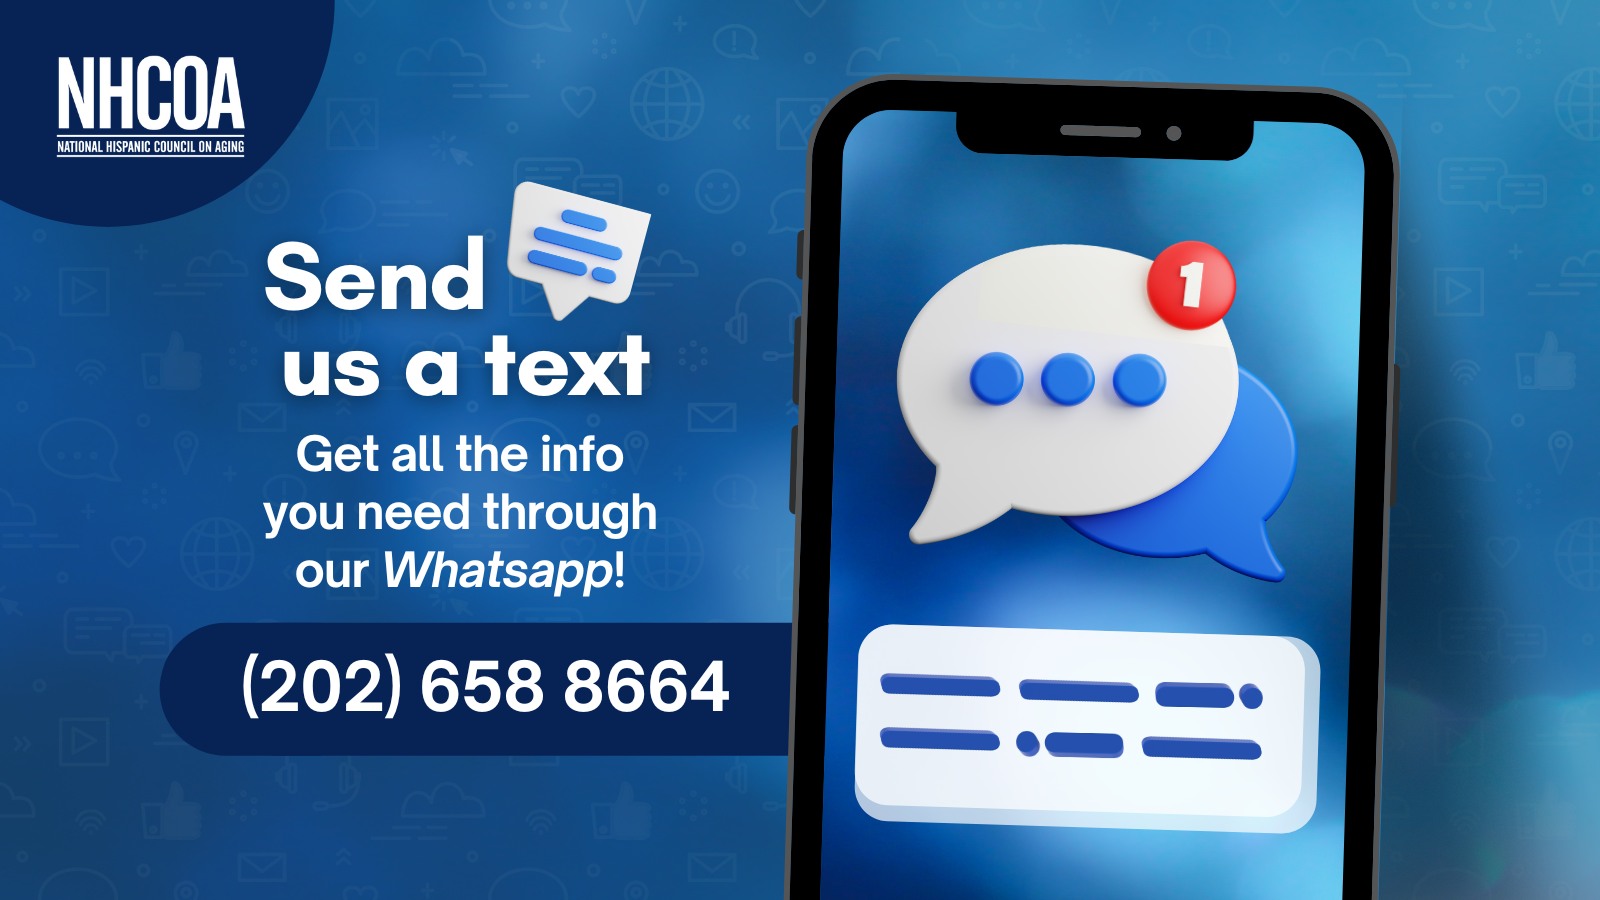 NHCOA
NATIONAL HISPANIC COUNCIL ON AGING
Send
us a text
Get all the info
you need through
our Whatsapp!
(202) 658 8664
1